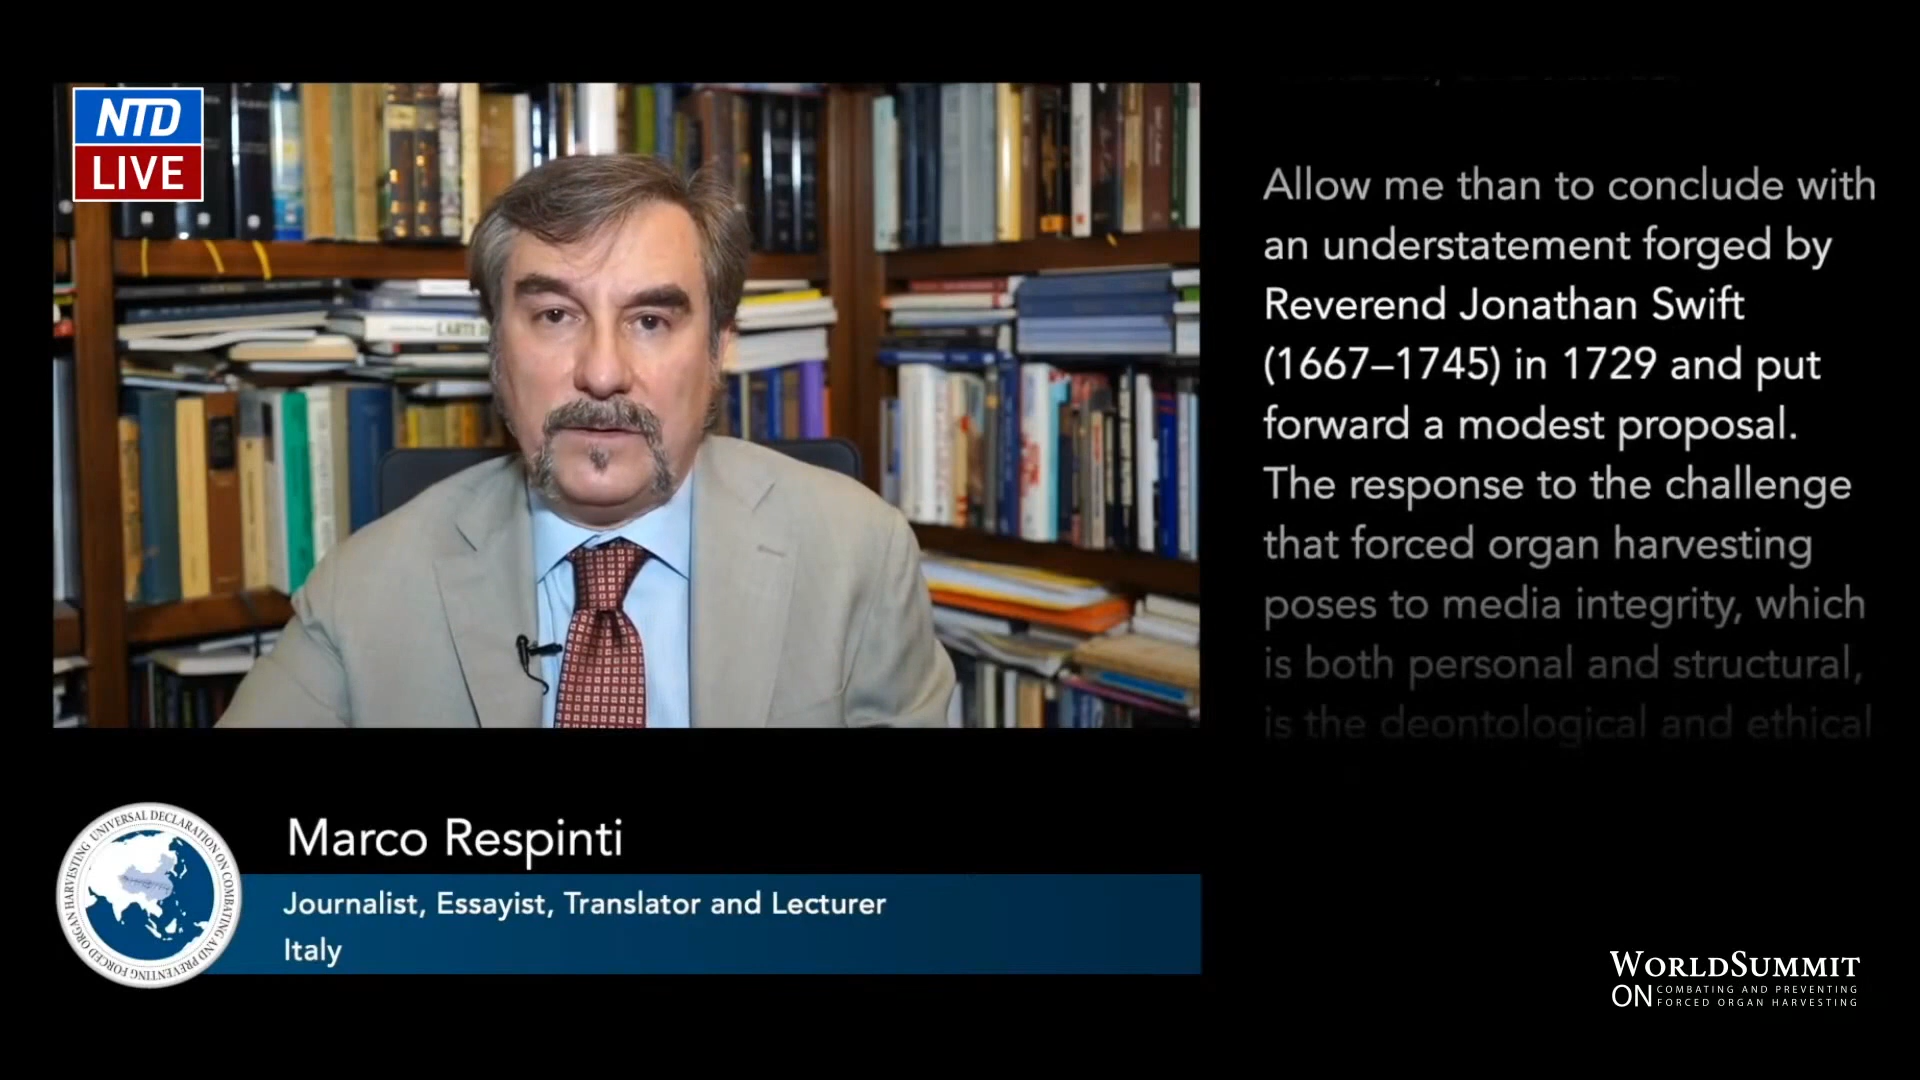 NTD
LIVE
Allow me than to conclude with
an understatement forged by
Reverend Jonathan Swift
(1667–1745) in 1729 and put
forward a modest proposal.
The response to the challenge
that forced organ harvesting
poses to media integrity, which
is both personal and structural,
is the deontological and ethical
Marco Respinti
Journalist, Essayist, Translator and Lecturer
Italy
UNIVERSAL DECLARATION ON COMBATING AND PREVENTING FORCED ORGAN HARVESTING
WORLDSUMMIT
ON COMBATING AND PREVENTING
FORCED ORGAN HARVESTING